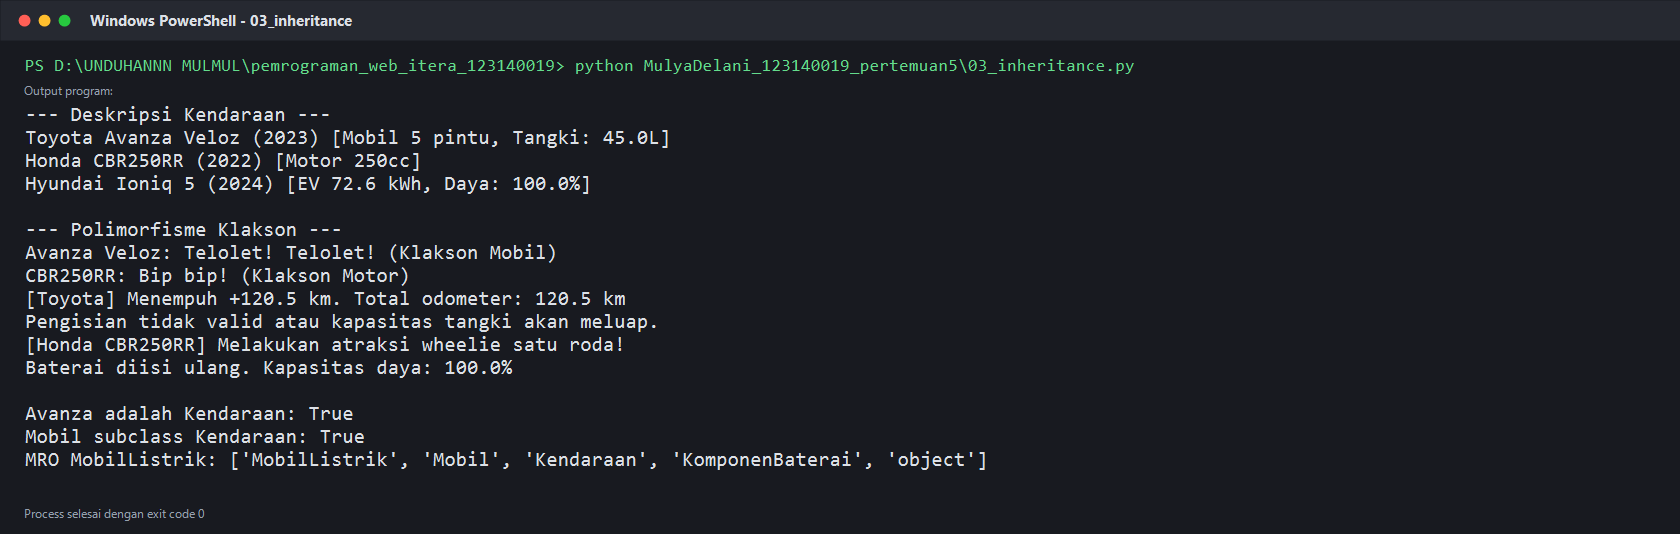 Windows PowerShell - 03_inheritance
PS D:\UNDUHANNN MULMUL\pemrograman_web_itera_123140019> python MulyaDelani_123140019_pertemuan5\03_inheritance.py
Output program:
--- Deskripsi Kendaraan ---
Toyota Avanza Veloz (2023) [Mobil 5 pintu, Tangki: 45.0L]
Honda CBR250RR (2022) [Motor 250cc]
Hyundai Ioniq 5 (2024) [EV 72.6 kWh, Daya: 100.0%]
--- Polimorfisme Klakson ---
Avanza Veloz: Telolet! Telolet! (Klakson Mobil)
CBR250RR: Bip bip! (Klakson Motor)
[Toyota] Menempuh +120.5 km. Total odometer: 120.5 km
Pengisian tidak valid atau kapasitas tangki akan meluap.
[Honda CBR250RR] Melakukan atraksi wheelie satu roda!
Baterai diisi ulang. Kapasitas daya: 100.0%
Avanza adalah Kendaraan: True
Mobil subclass Kendaraan: True
MRO MobilListrik: ['MobilListrik', 'Mobil', 'Kendaraan', 'KomponenBaterai', 'object']
Process selesai dengan exit code 0